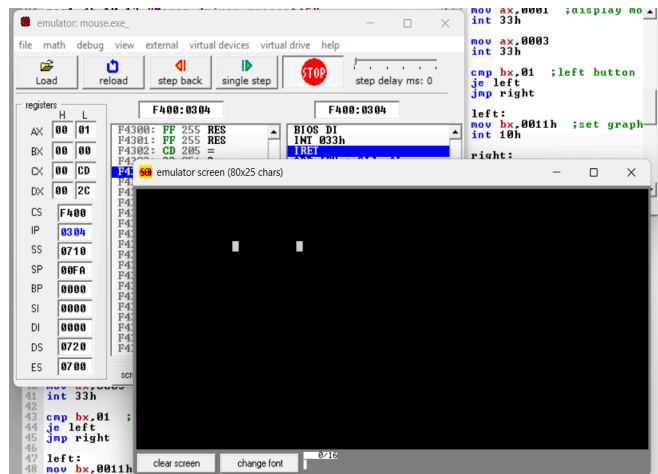 emulator: mouse.exe_
file math debug view external virtual devices virtual drive help
Load reload step back single step STOP step delay ms: 0
registers
H L
AX 00 01
BX 00 00
CX 00 CD
DX 00 2C
CS F400
IP 0304
SS 0710
SP 00FA
BP 0000
SI 0000
DI 0000
DS 0720
ES 0700
F400:0304 F400:0304
F4300: FF 255 RES
F4301: FF 255 RES
F4302: CD 205 =
BIOS DI
INT 033h
IRET
mov ax,0001 ;display mo
int 33h
mov ax,0003
int 33h
cmp bx,01 ;left button
je left
jmp right
left:
mov bx,0011h ;set graph
int 10h
right:
emulator screen (80x25 chars)
clear screen change font 0/16
41 int 33h
42
43 cmp bx,01 ;
44 je left
45 jmp right
46
47 left:
48 mov bx,0011h